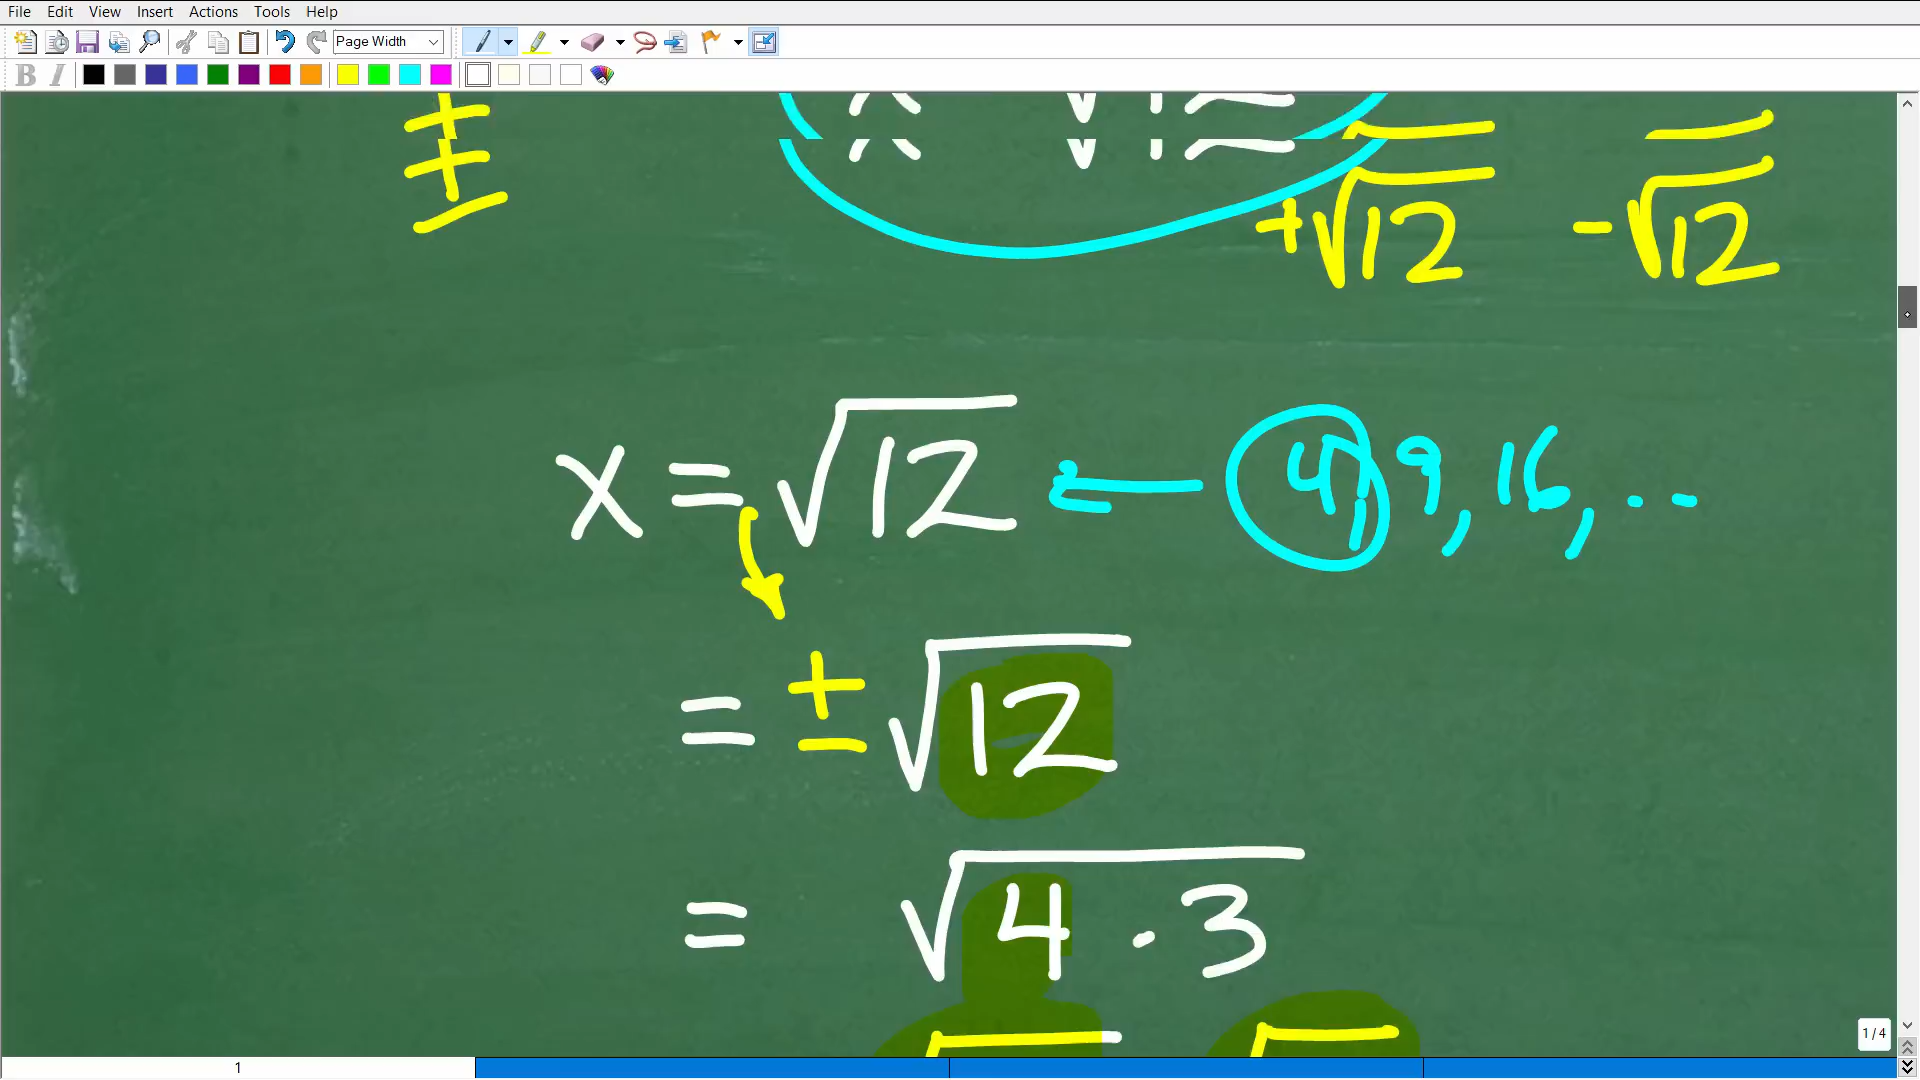 File Edit View Insert Actions Tools Help
Page Width
B I
±
±
x √12
+√12 -√12
x = √12 ← 4, 9, 16, ...
= ± √12
= √4 · 3
1 / 4
1